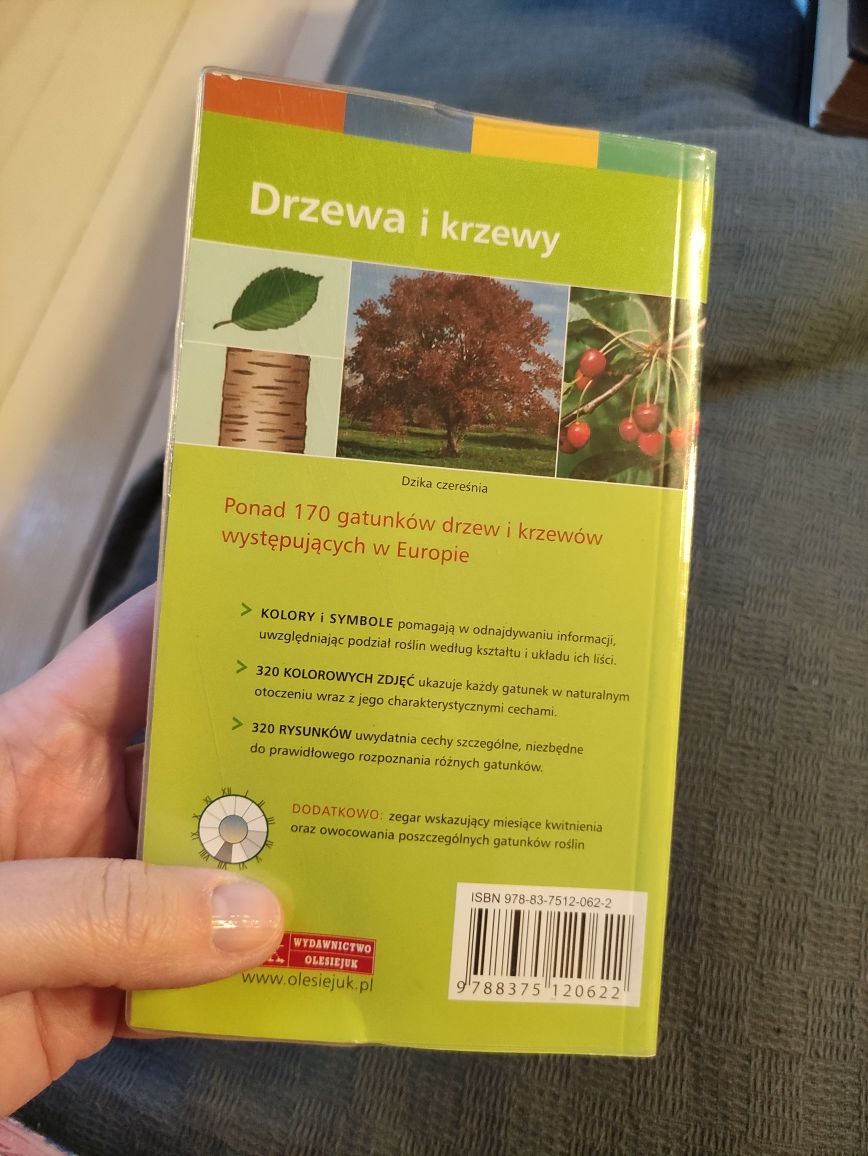 Drzewa i krzewy
Dzika czereśnia
Ponad 170 gatunków drzew i krzewów
występujących w Europie
> KOLORY i SYMBOLE pomagają w odnajdywaniu informacji,
uwzględniając podział roślin według kształtu i układu ich liści.
> 320 KOLOROWYCH ZDJĘĆ ukazuje każdy gatunek w naturalnym
otoczeniu wraz z jego charakterystycznymi cechami.
> 320 RYSUNKÓW uwydatnia cechy szczególne, niezbędne
do prawidłowego rozpoznania różnych gatunków.
DODATKOWO: zegar wskazujący miesiące kwitnienia
oraz owocowania poszczególnych gatunków roślin
ISBN 978-83-7512-062-2
9 788375 120622
WYDAWNICTWO
OLESIEJUK
www.olesiejuk.pl